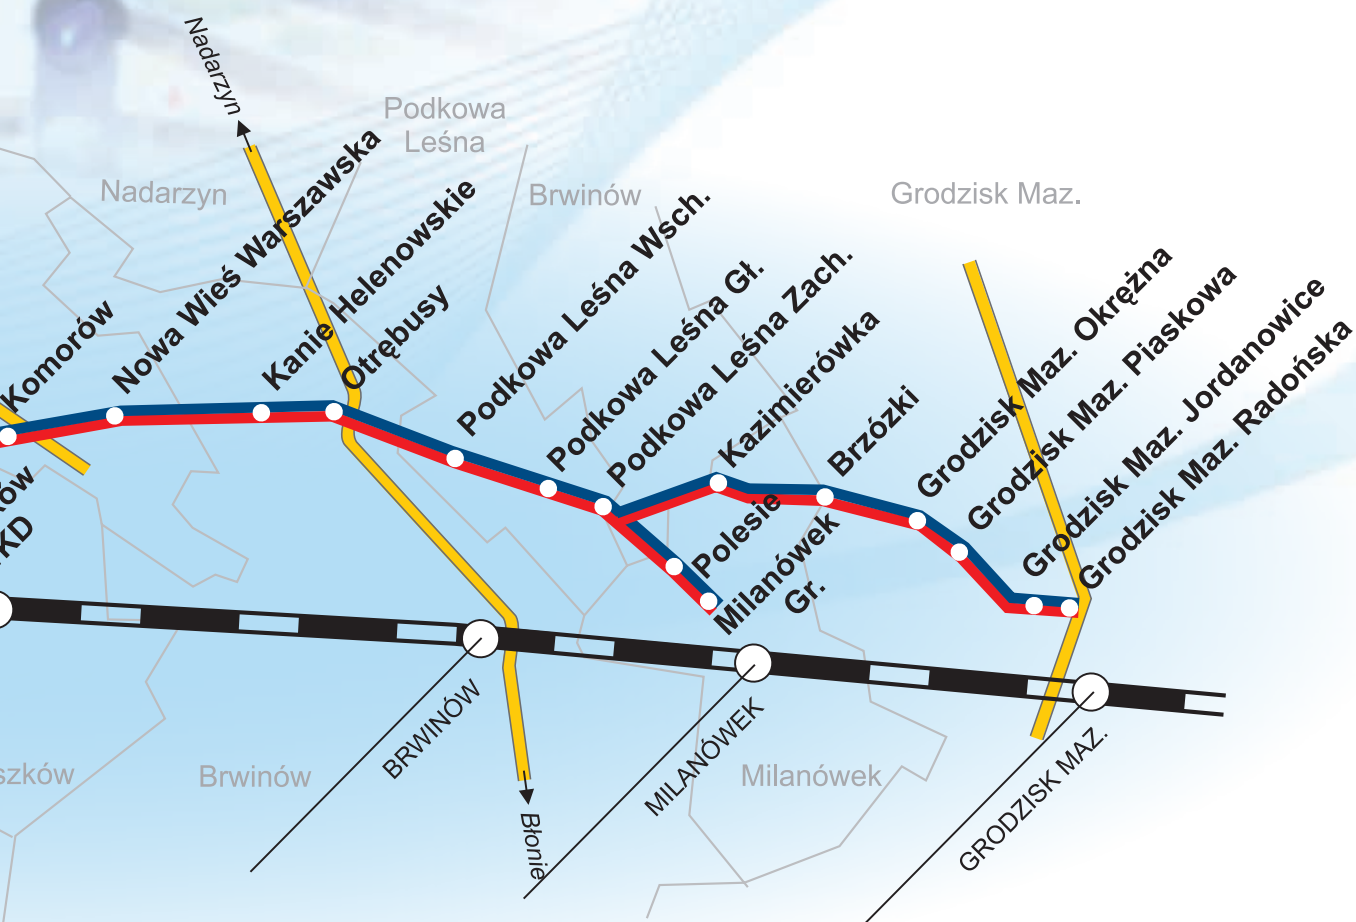 Nadarzyn
Podkowa
Leśna
Nadarzyn
Brwinów
Grodzisk Maz.
Komorów
Nowa Wieś Warszawska
Kanie Helenowskie
Otrębusy
Podkowa Leśna Wsch.
Podkowa Leśna Gł.
Podkowa Leśna Zach.
Kazimierówka
Brzózki
Grodzisk Maz. Okrężna
Grodzisk Maz. Piaskowa
Grodzisk Maz. Jordanowice
Grodzisk Maz. Radońska
Polesie
Milanówek
Gr.
BRWINÓW
MILANÓWEK
GRODZISK MAZ.
Brwinów
Milanówek
Błonie